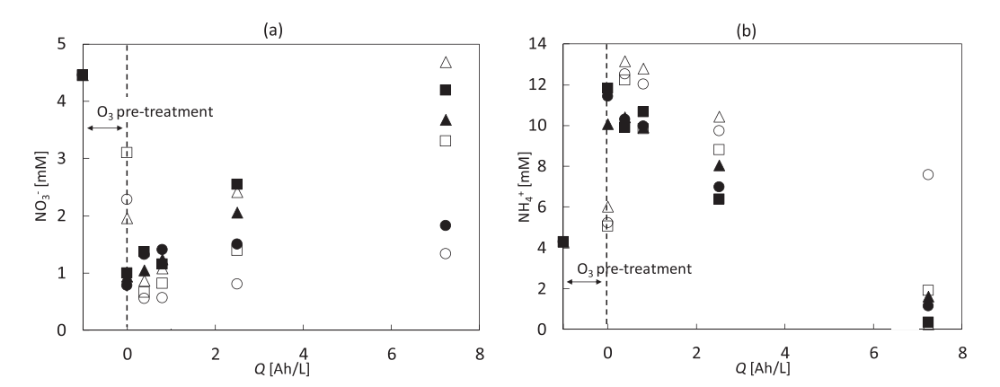 (a)
5
4
3
2
1
0
NO₃⁻ [mM]
O₃ pre-treatment
0 2 4 6 8
Q [Ah/L]
(b)
14
12
10
8
6
4
2
0
NH₄⁺ [mM]
O₃ pre-treatment
0 2 4 6 8
Q [Ah/L]